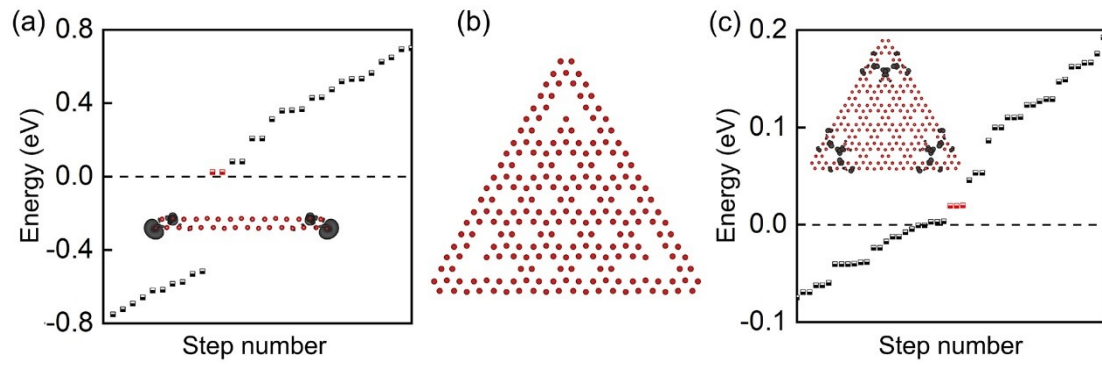 (a)
Energy (eV)
0.8
0.4
0.0
-0.4
-0.8
Step number
(b)
(c)
Energy (eV)
0.2
0.1
0.0
-0.1
Step number